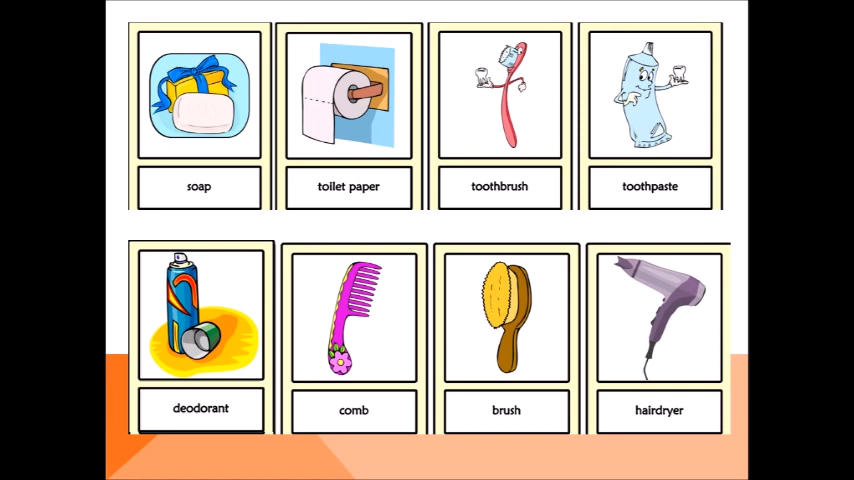 soap
toilet paper
toothbrush
toothpaste
deodorant
comb
brush
hairdryer